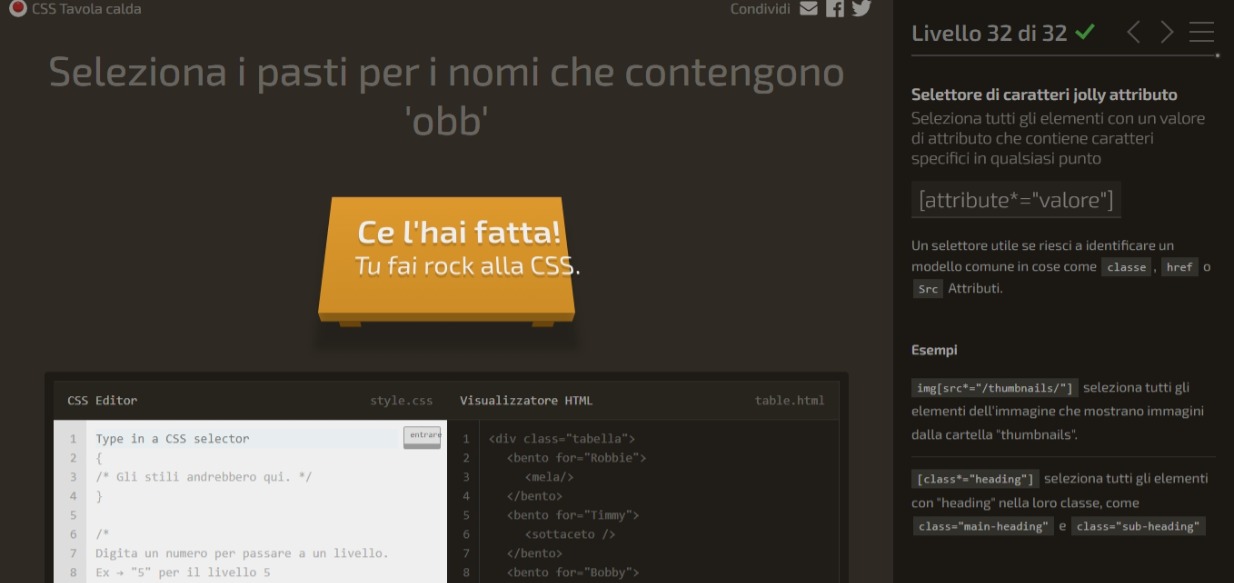 CSS Tavola calda
Condividi
Seleziona i pasti per i nomi che contengono
'obb'
Ce l'hai fatta!
Tu fai rock alla CSS.
CSS Editor
style.css
1 Type in a CSS selector
entrare
2 {
3 /* Gli stili andrebbero qui. */
4 }
5
6 /*
7 Digita un numero per passare a un livello.
8 Ex → "5" per il livello 5
Visualizzatore HTML
table.html
1 <div class="tabella">
2 <bento for="Robbie">
3 <mela/>
4 </bento>
5 <bento for="Timmy">
6 <sottaceto />
7 </bento>
8 <bento for="Bobby">
Livello 32 di 32
Selettore di caratteri jolly attributo
Seleziona tutti gli elementi con un valore
di attributo che contiene caratteri
specifici in qualsiasi punto
[attribute*="valore"]
Un selettore utile se riesci a identificare un
modello comune in cose come classe , href o
Src Attributi.
Esempi
img[src*="/thumbnails/"] seleziona tutti gli
elementi dell'immagine che mostrano immagini
dalla cartella "thumbnails".
[class*="heading"] seleziona tutti gli elementi
con "heading" nella loro classe, come
class="main-heading" e class="sub-heading"